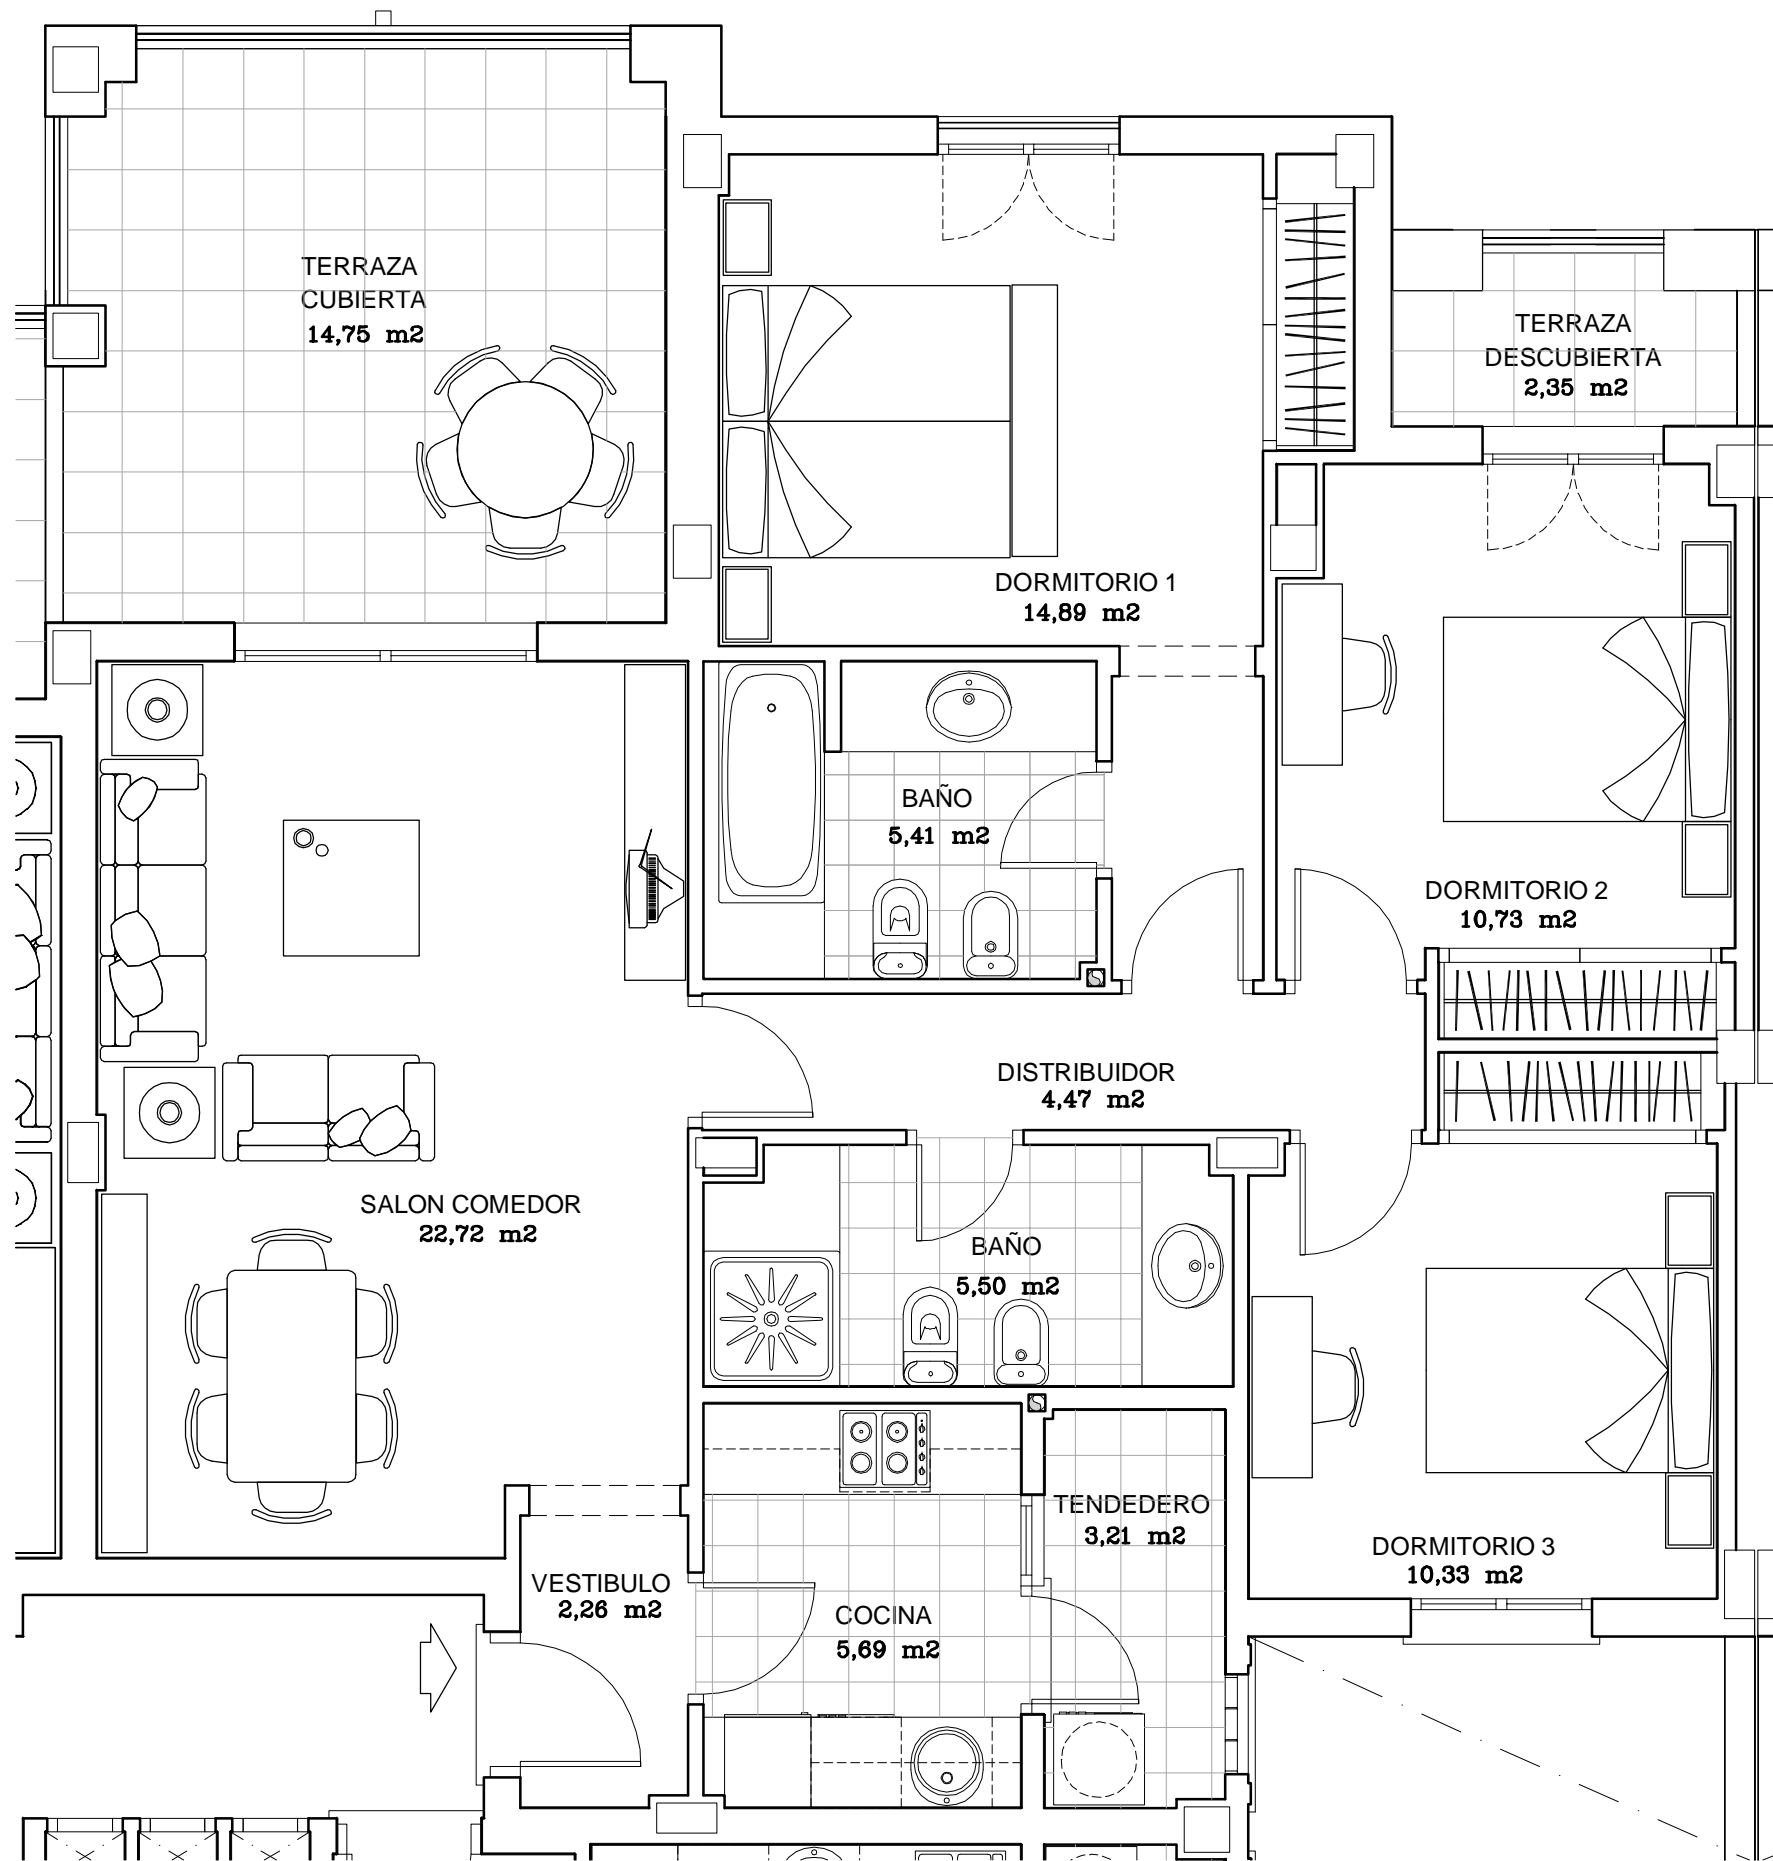 TERRAZA
CUBIERTA
14,75 m2
TERRAZA
DESCUBIERTA
2,35 m2
DORMITORIO 1
14,89 m2
BAÑO
5,41 m2
DORMITORIO 2
10,73 m2
DISTRIBUIDOR
4,47 m2
SALON COMEDOR
22,72 m2
BAÑO
5,50 m2
TENDEDERO
3,21 m2
DORMITORIO 3
10,33 m2
VESTIBULO
2,26 m2
COCINA
5,69 m2